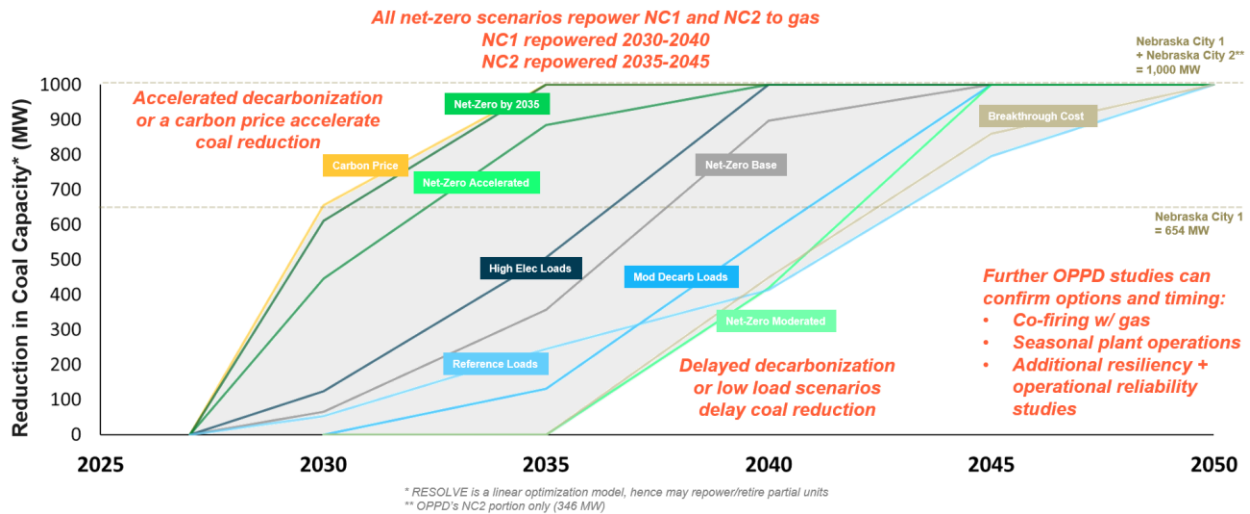 All net-zero scenarios repower NC1 and NC2 to gas
NC1 repowered 2030-2040
NC2 repowered 2035-2045
Nebraska City 1
+ Nebraska City 2**
= 1,000 MW
Reduction in Coal Capacity* (MW)
1000
900
800
700
600
500
400
300
200
100
0
Accelerated decarbonization
or a carbon price accelerate
coal reduction
Net-Zero by 2035
Carbon Price
Net-Zero Accelerated
Net-Zero Base
Breakthrough Cost
Nebraska City 1
= 654 MW
High Elec Loads
Mod Decarb Loads
Net-Zero Moderated
Reference Loads
Delayed decarbonization
or low load scenarios
delay coal reduction
Further OPPD studies can
confirm options and timing:
• Co-firing w/ gas
• Seasonal plant operations
• Additional resiliency +
operational reliability
studies
2025 2030 2035 2040 2045 2050
* RESOLVE is a linear optimization model, hence may repower/retire partial units
** OPPD's NC2 portion only (346 MW)